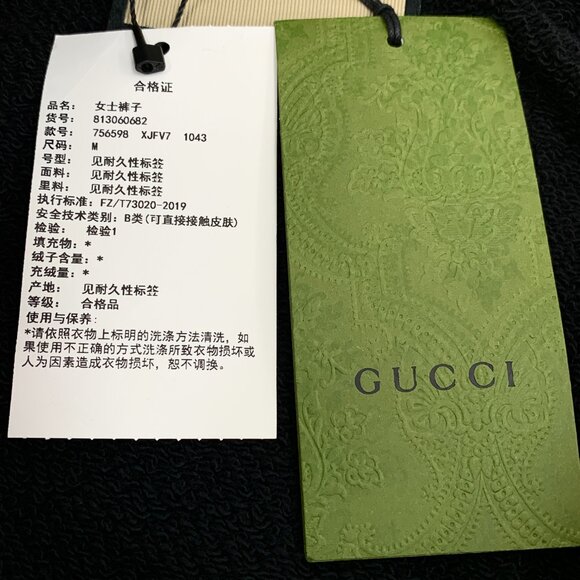 合格证
品名： 女士裤子
货号： 813060682
款号： 756598 XJFV7 1043
尺码： M
号型： 见耐久性标签
面料： 见耐久性标签
里料： 见耐久性标签
执行标准：FZ/T73020-2019
安全技术类别：B类(可直接接触皮肤)
检验： 检验1
填充物：*
绒子含量：*
充绒量：*
产地： 见耐久性标签
等级： 合格品
使用与保养：
*请依照衣物上标明的洗涤方法清洗，如
果使用不正确的方式洗涤所致衣物损坏或
人为因素造成衣物损坏，恕不调换。
GUCCI